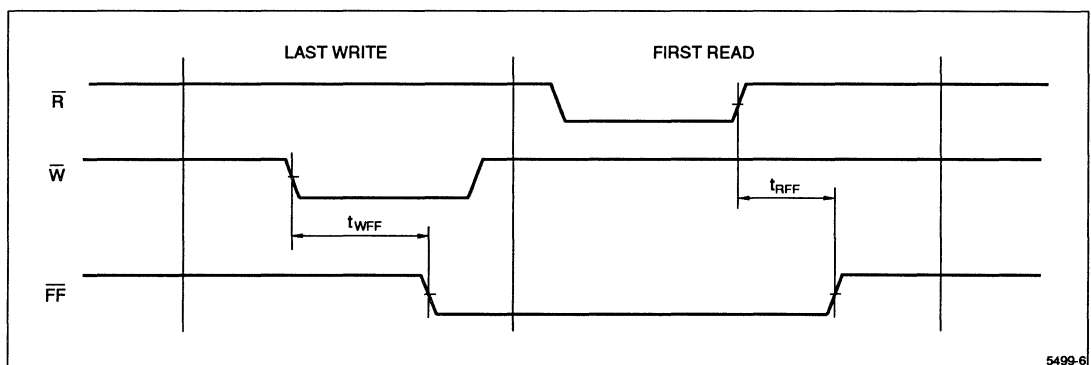 LAST WRITE FIRST READ
R̅
W̅
tRFF
tWFF
F̅F̅
5499-6